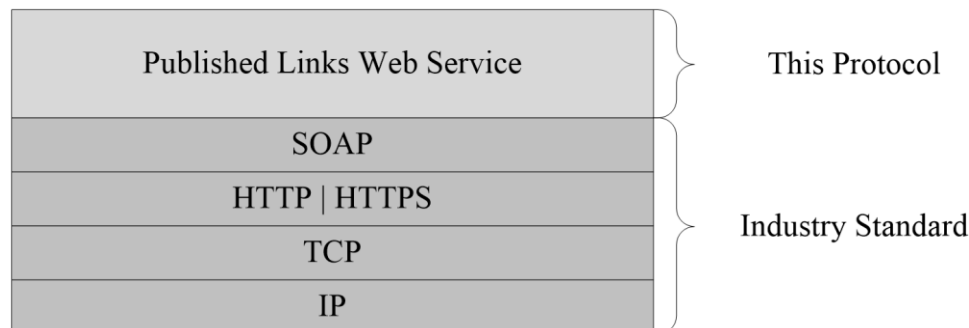 Published Links Web Service
This Protocol
SOAP
HTTP | HTTPS
TCP
IP
Industry Standard